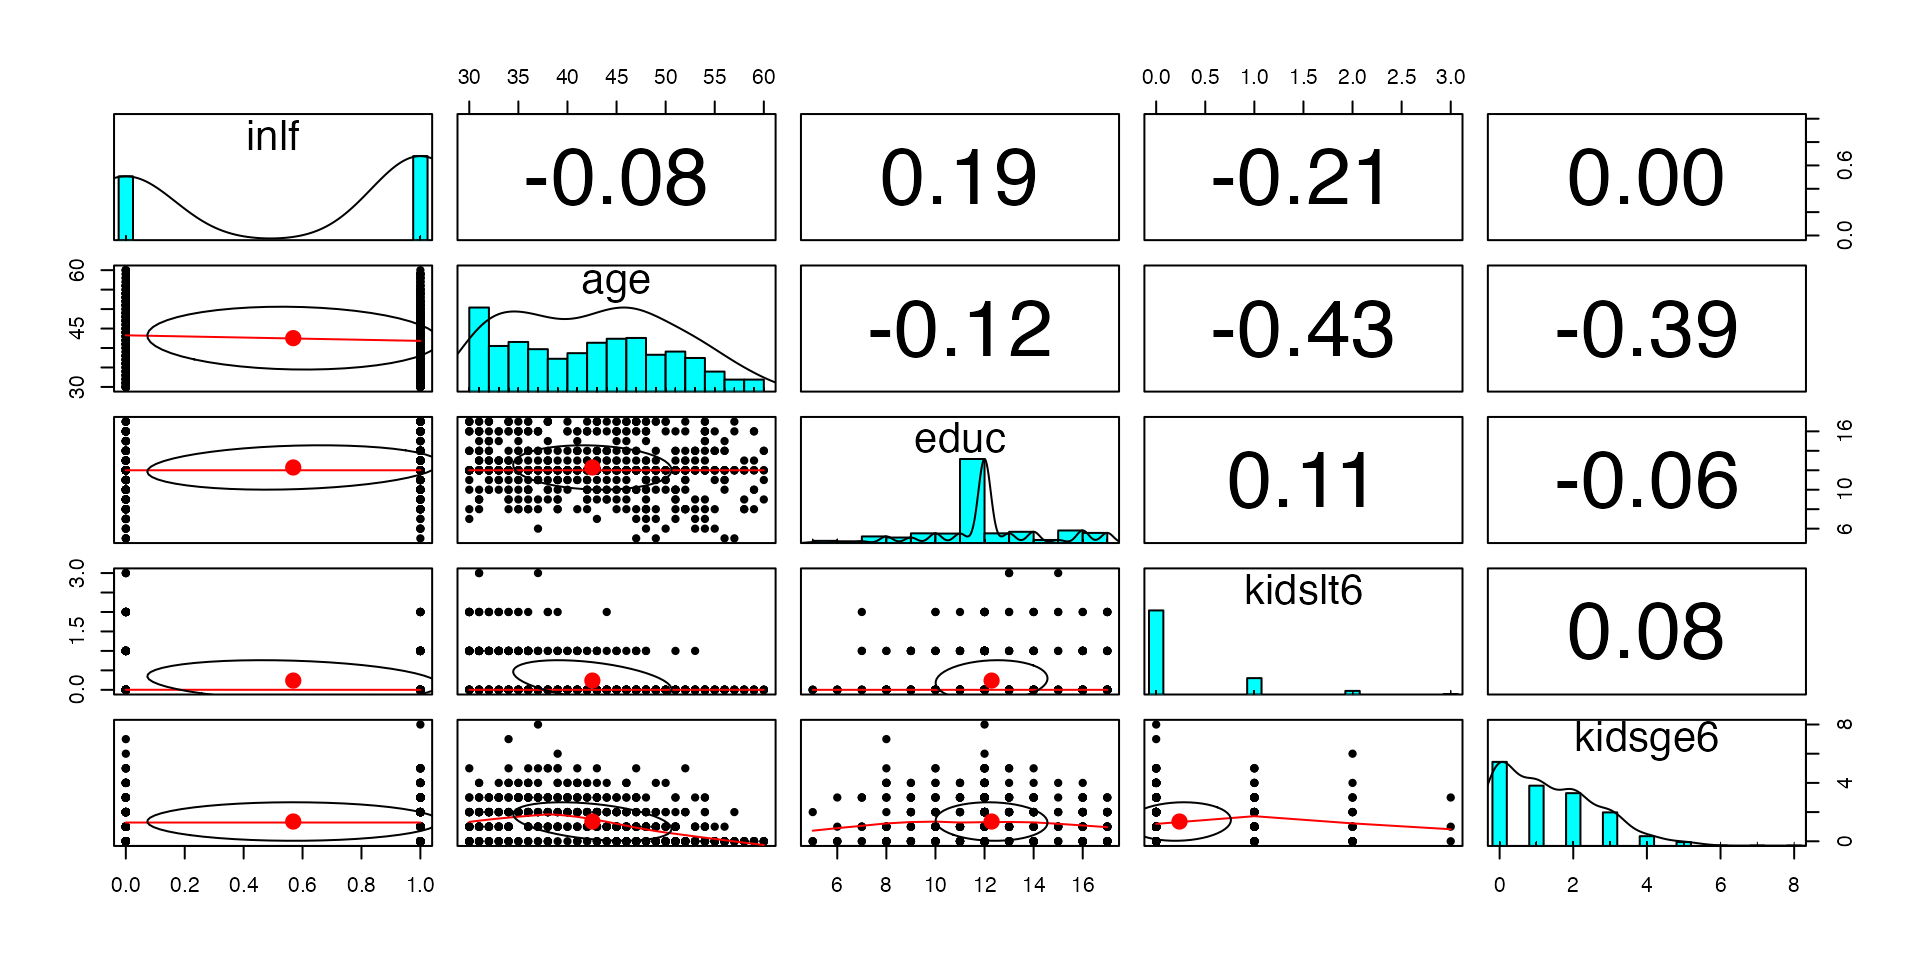 30 35 40 45 50 55 60 0.0 0.5 1.0 1.5 2.0 2.5 3.0
inlf -0.08 0.19 -0.21 0.00 0.0 0.6
30 45 60 age -0.12 -0.43 -0.39
educ 0.11 -0.06 6 10 16
0.0 1.5 3.0 kidslt6 0.08
kidsge6 0 4 8
0.0 0.2 0.4 0.6 0.8 1.0 6 8 10 12 14 16 0 2 4 6 8